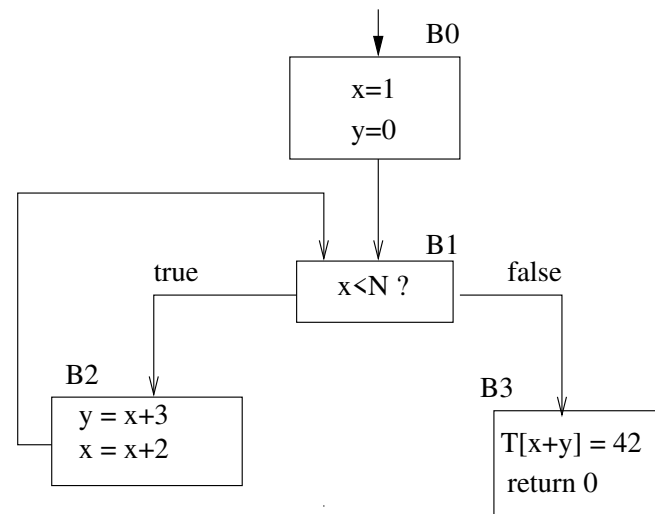 B0
x=1
y=0
B1
true
x<N ?
false
B2
y = x+3
x = x+2
B3
T[x+y] = 42
return 0